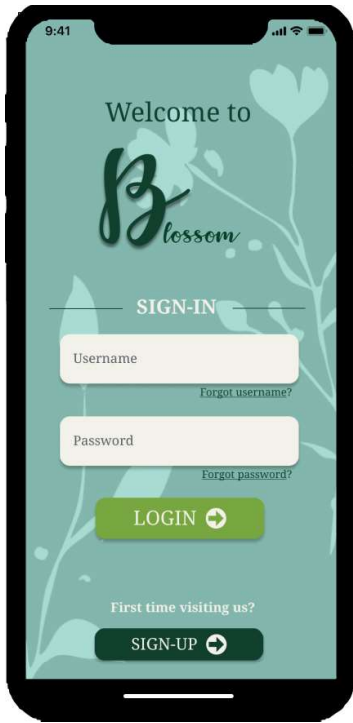 9:41
Welcome to
Blossom
SIGN-IN
Username
Forgot username?
Password
Forgot password?
LOGIN
First time visiting us?
SIGN-UP